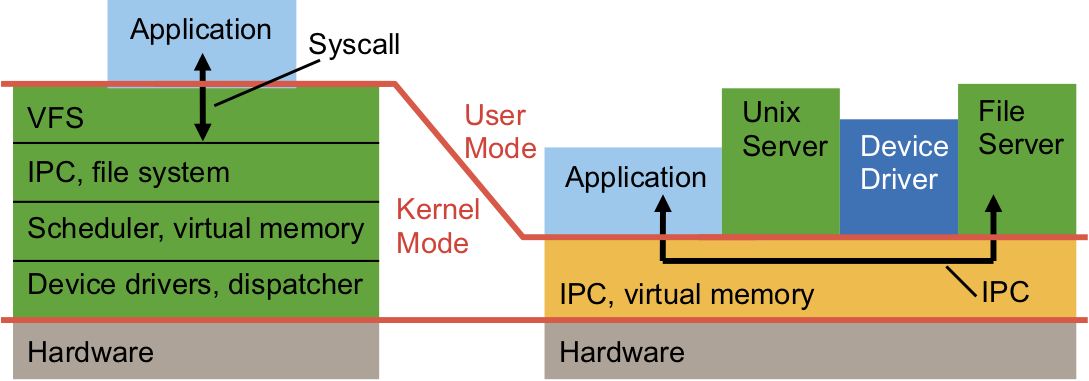 Application
Syscall
VFS
IPC, file system
Scheduler, virtual memory
Device drivers, dispatcher
Hardware
User
Mode
Kernel
Mode
Application
Unix
Server
Device
Driver
File
Server
IPC, virtual memory
IPC
Hardware